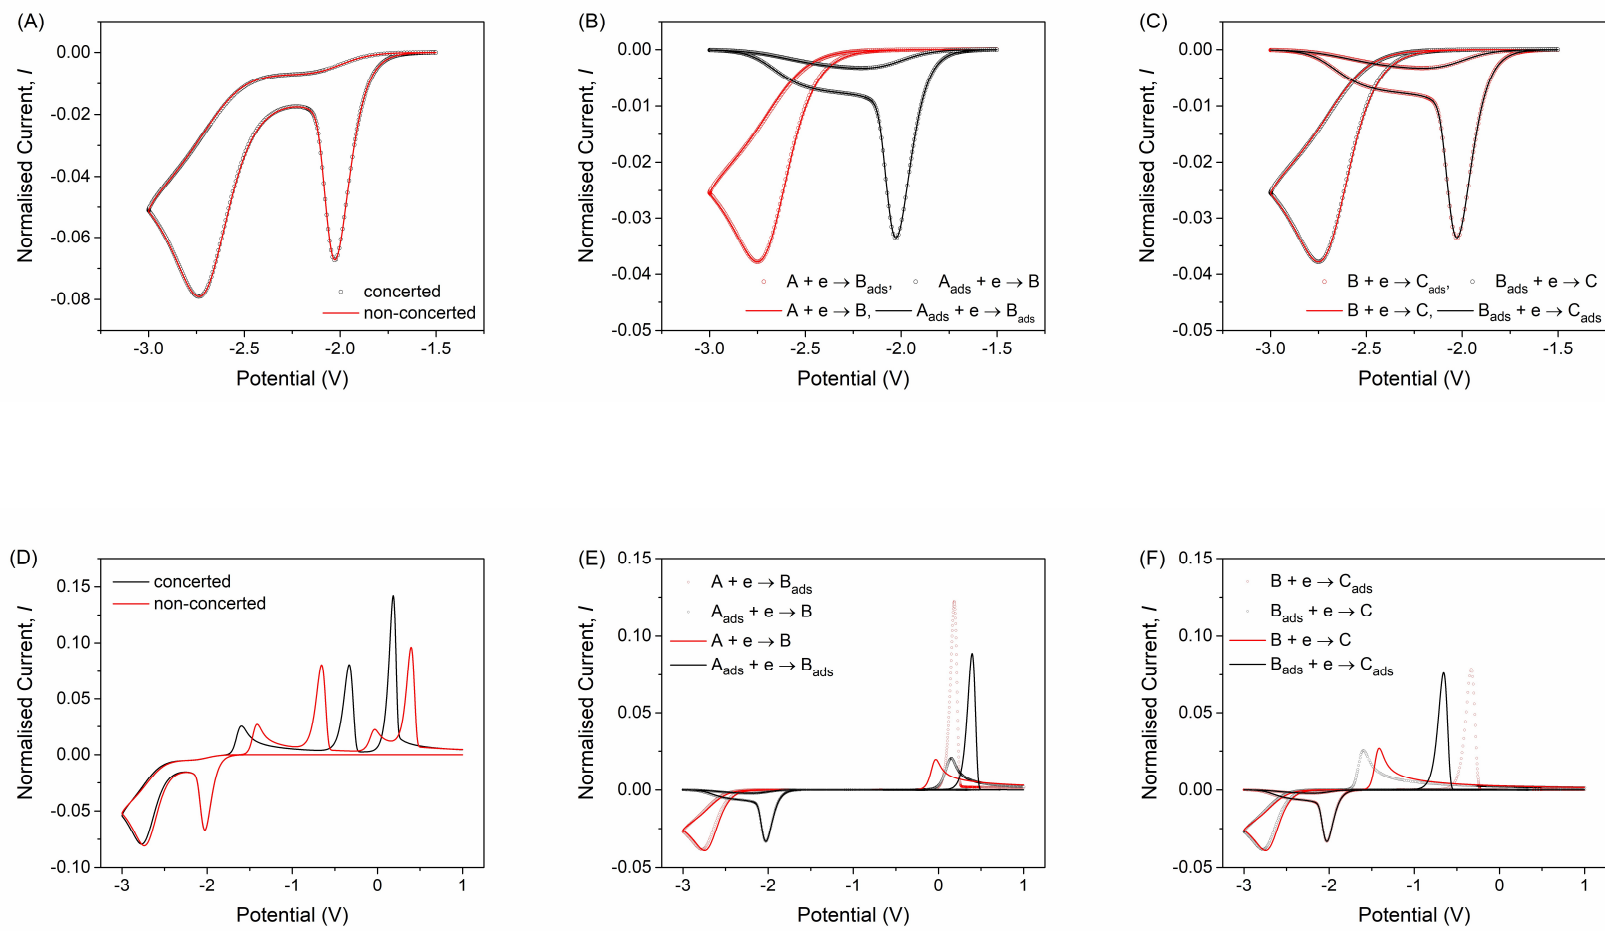 (A)
0.00
-0.02
-0.04
-0.06
-0.08
Normalised Current, I
concerted
non-concerted
-3.0 -2.5 -2.0 -1.5
Potential (V)
(B)
0.00
-0.01
-0.02
-0.03
-0.04
-0.05
Normalised Current, I
A + e → Bads, Aads + e → B
A + e → B, Aads + e → Bads
-3.0 -2.5 -2.0 -1.5
Potential (V)
(C)
0.00
-0.01
-0.02
-0.03
-0.04
-0.05
Normalised Current, I
B + e → Cads, Bads + e → C
B + e → C, Bads + e → Cads
-3.0 -2.5 -2.0 -1.5
Potential (V)
(D)
0.15
0.10
0.05
0.00
-0.05
-0.10
Normalised Current, I
concerted
non-concerted
-3 -2 -1 0 1
Potential (V)
(E)
0.15
0.10
0.05
0.00
-0.05
Normalised Current, I
A + e → Bads
Aads + e → B
A + e → B
Aads + e → Bads
-3 -2 -1 0 1
Potential (V)
(F)
0.15
0.10
0.05
0.00
-0.05
Normalised Current, I
B + e → Cads
Bads + e → C
B + e → C
Bads + e → Cads
-3 -2 -1 0 1
Potential (V)